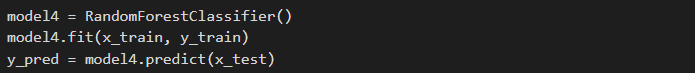 model4 = RandomForestClassifier()
model4.fit(x_train, y_train)
y_pred = model4.predict(x_test)